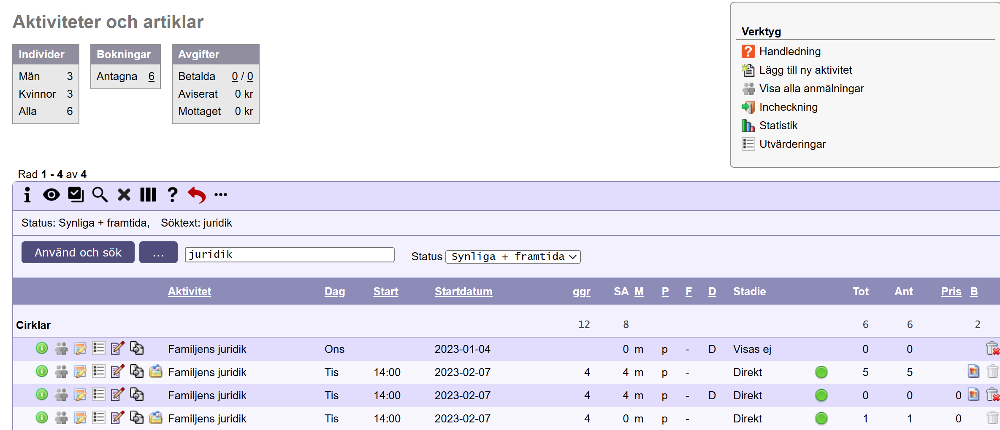 Aktiviteter och artiklar
Individer
Män 3
Kvinnor 3
Alla 6
Bokningar
Antagna 6
Avgifter
Betalda 0 / 0
Aviserat 0 kr
Mottaget 0 kr
Verktyg
Handledning
Lägg till ny aktivitet
Visa alla anmälningar
Incheckning
Statistik
Utvärderingar
Rad 1 - 4 av 4
Status: Synliga + framtida, Söktext: juridik
Använd och sök ... juridik Status Synliga + framtida
Aktivitet Dag Start Startdatum ggr SA M P F D Stadie Tot Ant Pris B
Cirklar 12 8 6 6 2
Familjens juridik Ons 2023-01-04 0 m p - D Visas ej 0 0
Familjens juridik Tis 14:00 2023-02-07 4 4 m p - Direkt 5 5
Familjens juridik Tis 14:00 2023-02-07 4 4 m p - D Direkt 0 0 0
Familjens juridik Tis 14:00 2023-02-07 4 0 m p - Direkt 1 1 0